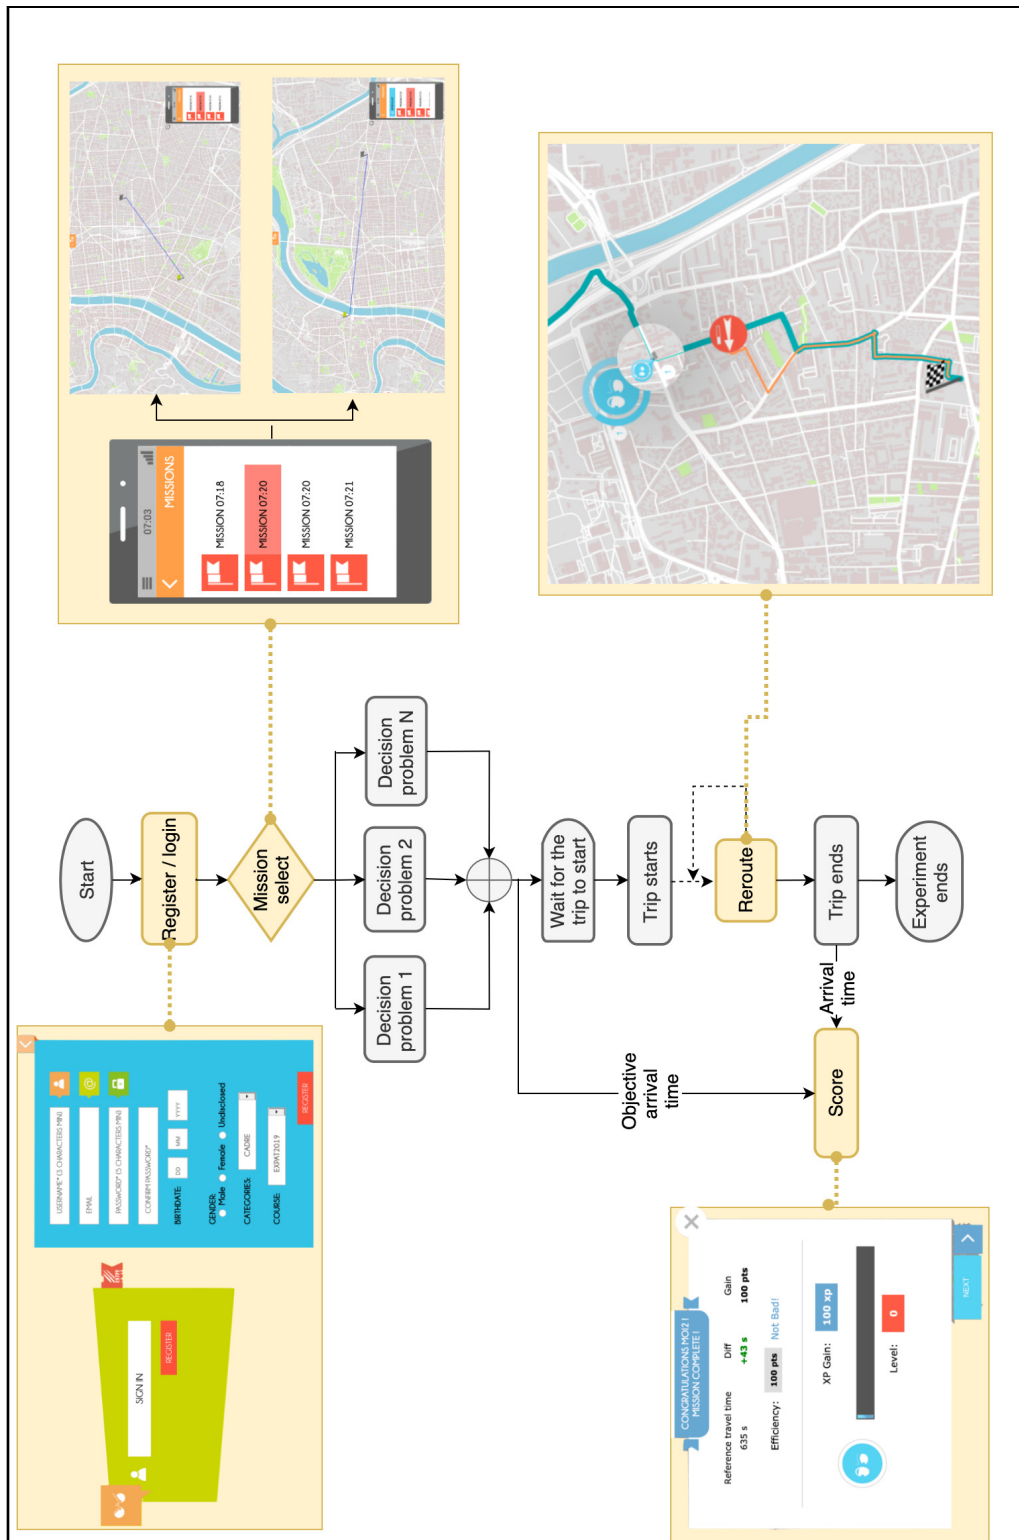 Start
Register / login
Mission
select
Decision
problem 1
Decision
problem 2
Decision
problem N
Wait for the
trip to start
Trip starts
Reroute
Trip ends
Experiment
ends
Objective
arrival
time
Arrival
time
Score
SIGN IN
REGISTER
USERNAME* (3 CHARACTERS MIN)
EMAIL
PASSWORD* (5 CHARACTERS MIN)
CONFIRM PASSWORD*
BIRTHDATE:
DD
MM
YYYY
GENDER:
Male
Female
Undisclosed
CATEGORIES:
CADRE
COURSE:
EXPAT2019
REGISTER
07:03
MISSIONS
MISSION 07:18
MISSION 07:20
MISSION 07:20
MISSION 07:21
CONGRATULATIONS MOI2 !
MISSION COMPLETE !
Reference travel time
Diff
Gain
635 s
+43 s
100 pts
Efficiency:
100 pts
Not Bad!
XP Gain:
100 xp
Level:
0
NEXT